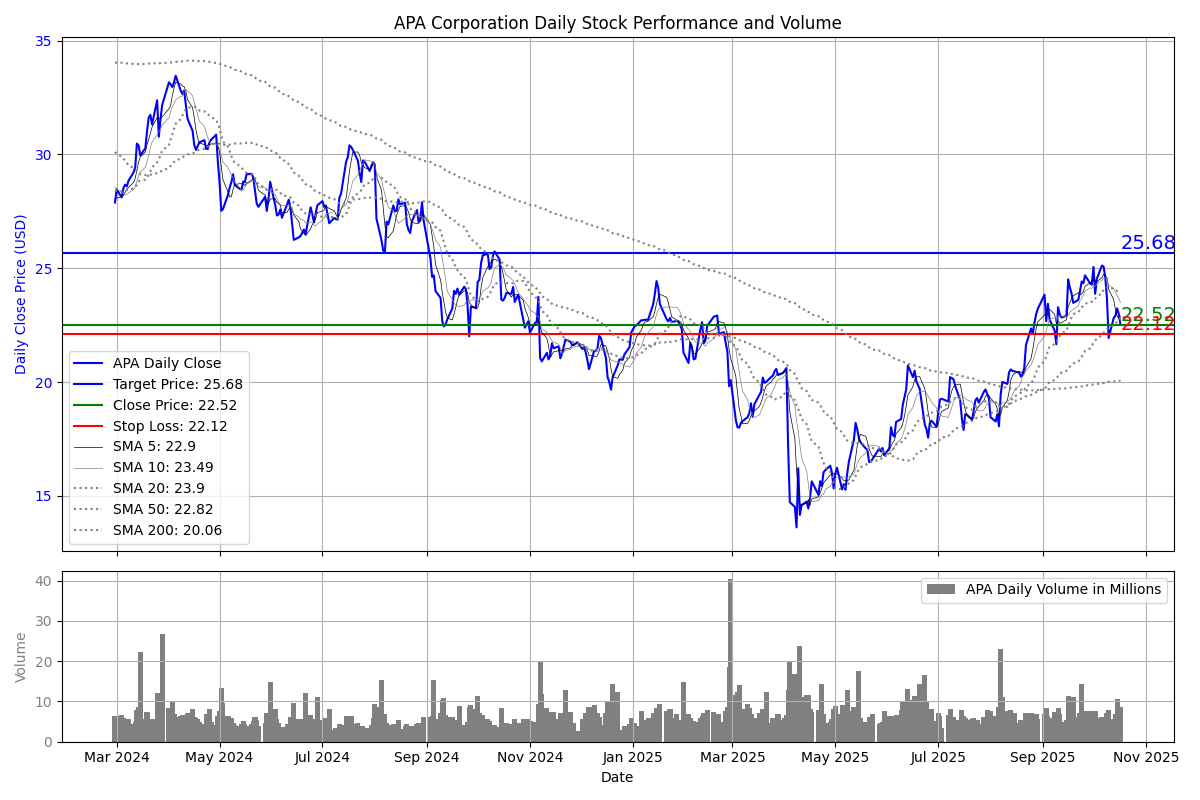 APA Corporation Daily Stock Performance and Volume
Daily Close Price (USD)
35
30
25
20
15
25.68
22.52
22.12
APA Daily Close
Target Price: 25.68
Close Price: 22.52
Stop Loss: 22.12
SMA 5: 22.9
SMA 10: 23.49
SMA 20: 23.9
SMA 50: 22.82
SMA 200: 20.06
Volume
40
30
20
10
0
APA Daily Volume in Millions
Mar 2024 May 2024 Jul 2024 Sep 2024 Nov 2024 Jan 2025 Mar 2025 May 2025 Jul 2025 Sep 2025 Nov 2025
Date